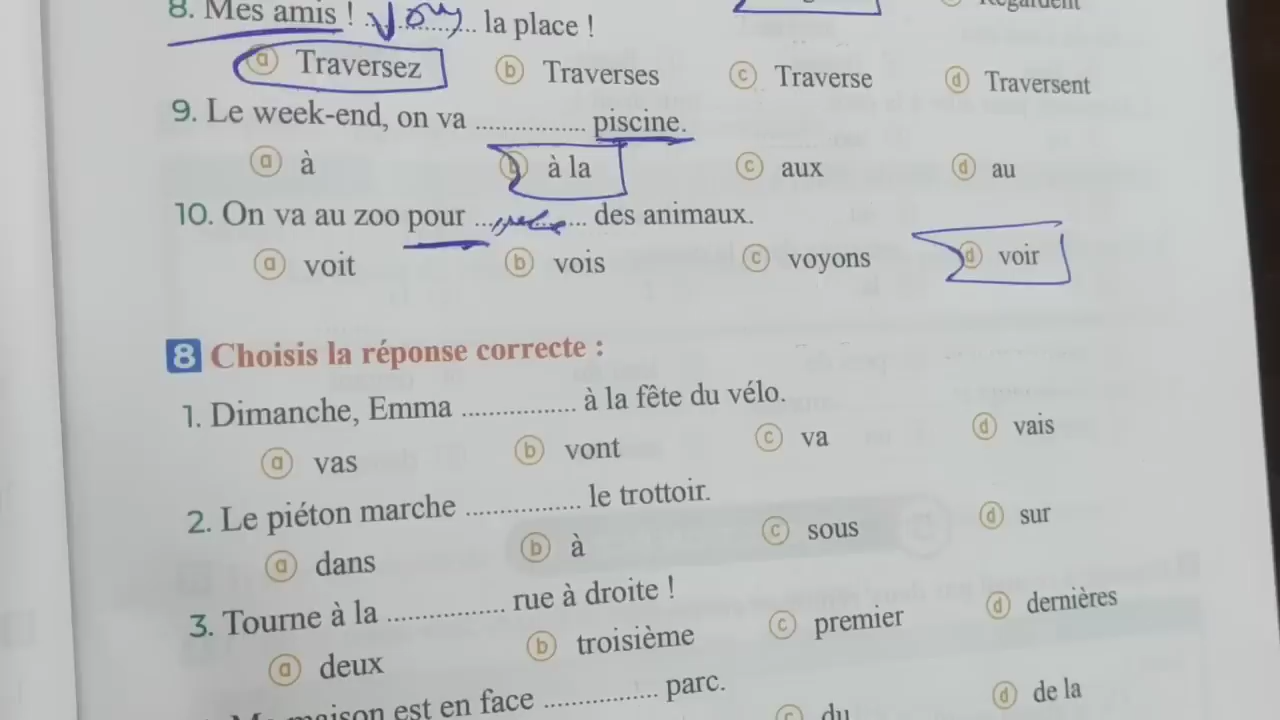 8. Mes amis ! vous la place !
a Traversez b Traverses c Traverse d Traversent
Regardent
9. Le week-end, on va ................ piscine.
a à b à la c aux d au
10. On va au zoo pour ................ des animaux.
a voit b vois c voyons d voir
8 Choisis la réponse correcte :
1. Dimanche, Emma ................ à la fête du vélo.
a vas b vont c va d vais
2. Le piéton marche ................ le trottoir.
a dans b à c sous d sur
3. Tourne à la ................ rue à droite !
a deux b troisième c premier d dernières
maison est en face ................ parc.
c du d de la